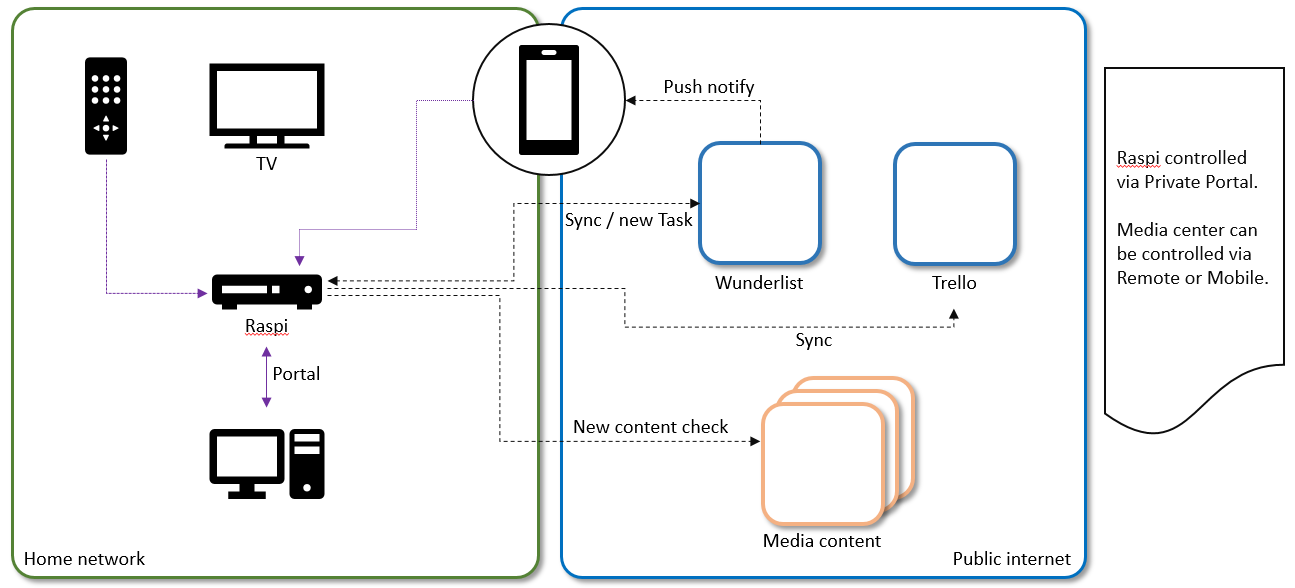 Push notify
TV
Sync / new Task
Wunderlist
Trello
Raspi
Sync
Portal
New content check
Media content
Home network
Public internet
Raspi controlled
via Private Portal.
Media center can
be controlled via
Remote or Mobile.